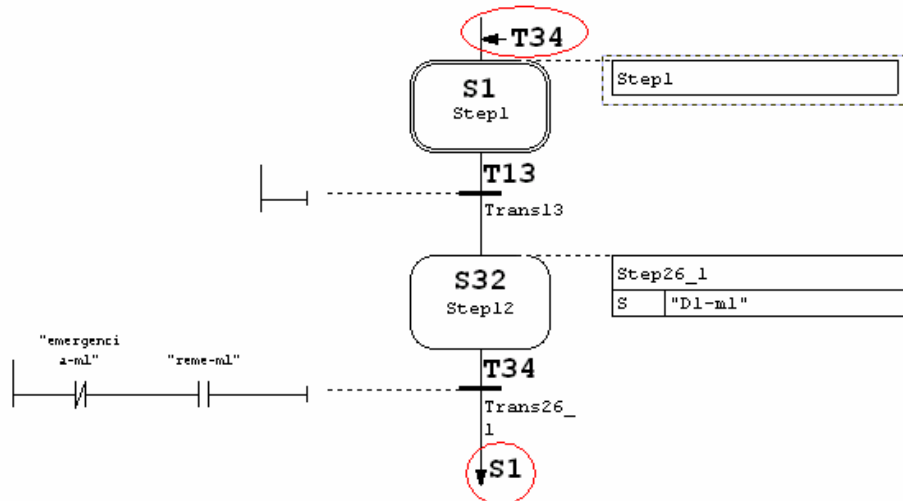 T34
S1
Step1
Step1
T13
Trans13
S32
Step12
Step26_1
S "D1-m1"
"emergenci
a-m1"
"reme-m1"
T34
Trans26_
1
S1